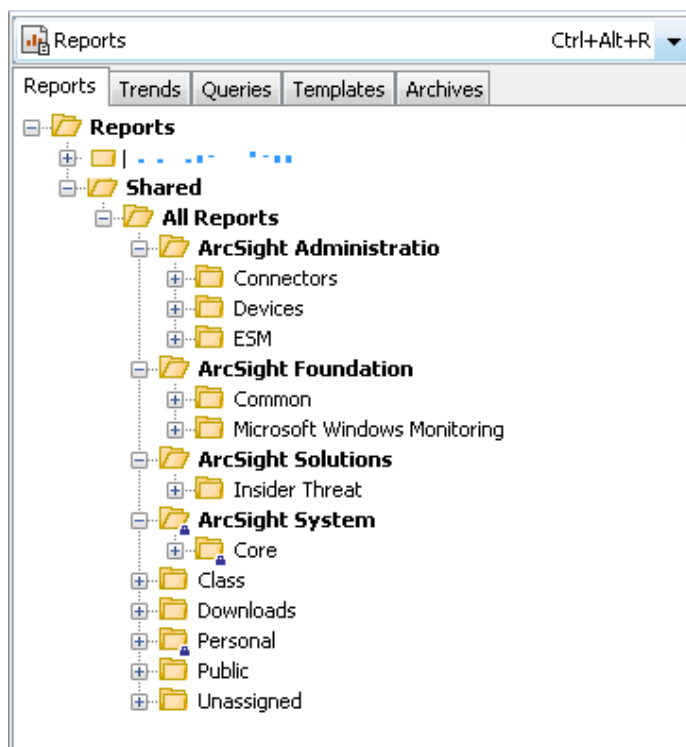 Reports Ctrl+Alt+R
Reports Trends Queries Templates Archives
Reports
Shared
All Reports
ArcSight Administratio
Connectors
Devices
ESM
ArcSight Foundation
Common
Microsoft Windows Monitoring
ArcSight Solutions
Insider Threat
ArcSight System
Core
Class
Downloads
Personal
Public
Unassigned